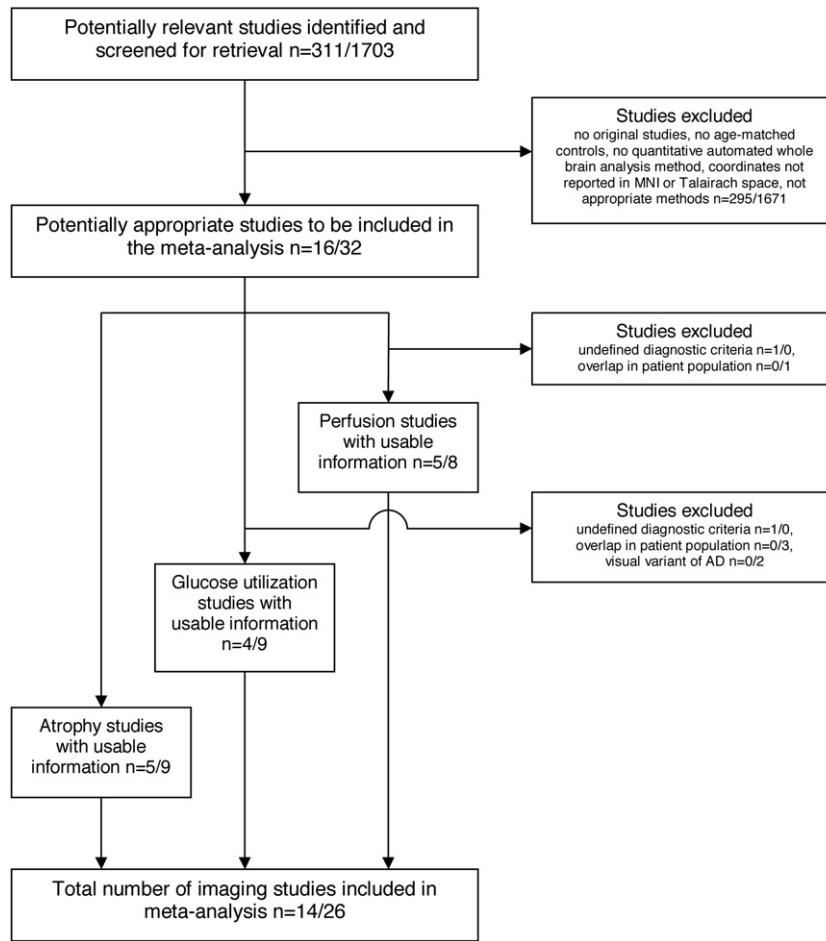 Potentially relevant studies identified and
screened for retrieval n=311/1703
Studies excluded
no original studies, no age-matched
controls, no quantitative automated whole
brain analysis method, coordinates not
reported in MNI or Talairach space, not
appropriate methods n=295/1671
Potentially appropriate studies to be included in
the meta-analysis n=16/32
Studies excluded
undefined diagnostic criteria n=1/0,
overlap in patient population n=0/1
Perfusion studies
with usable
information n=5/8
Studies excluded
undefined diagnostic criteria n=1/0,
overlap in patient population n=0/3,
visual variant of AD n=0/2
Glucose utilization
studies with
usable information
n=4/9
Atrophy studies
with usable
information n=5/9
Total number of imaging studies included in
meta-analysis n=14/26